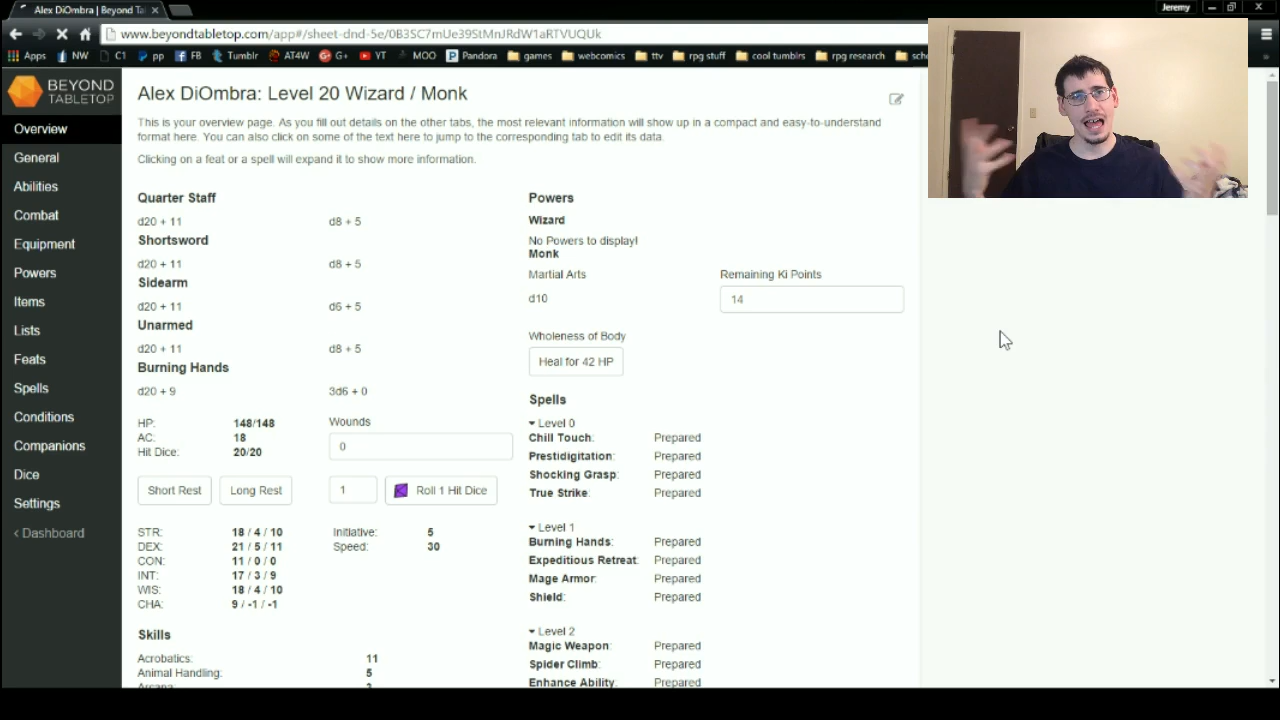 Alex DiOmbra | Beyond Ta
Jeremy
www.beyondtabletop.com/app#/sheet-dnd-5e/0B3SC7mUe39StMnJRdW1aRTVUQUk
Apps NW C1 pp FB Tumblr AT4W G+ YT MOO Pandora games webcomics ttv rpg stuff cool tumblrs rpg research
BEYOND
TABLETOP
Overview
General
Abilities
Combat
Equipment
Powers
Items
Lists
Feats
Spells
Conditions
Companions
Dice
Settings
< Dashboard
Alex DiOmbra: Level 20 Wizard / Monk
This is your overview page. As you fill out details on the other tabs, the most relevant information will show up in a compact and easy-to-understand
format here. You can also click on some of the text here to jump to the corresponding tab to edit its data.
Clicking on a feat or a spell will expand it to show more information.
Quarter Staff
d20 + 11 d8 + 5
Shortsword
d20 + 11 d8 + 5
Sidearm
d20 + 11 d6 + 5
Unarmed
d20 + 11 d8 + 5
Burning Hands
d20 + 9 3d6 + 0
HP: 148/148
AC: 18
Hit Dice: 20/20
Wounds
0
Short Rest Long Rest 1 Roll 1 Hit Dice
STR: 18 / 4 / 10
DEX: 21 / 5 / 11
CON: 11 / 0 / 0
INT: 17 / 3 / 9
WIS: 18 / 4 / 10
CHA: 9 / -1 / -1
Initiative: 5
Speed: 30
Skills
Acrobatics: 11
Animal Handling: 5
Powers
Wizard
No Powers to display!
Monk
Martial Arts
d10
Remaining Ki Points
14
Wholeness of Body
Heal for 42 HP
Spells
Level 0
Chill Touch: Prepared
Prestidigitation: Prepared
Shocking Grasp: Prepared
True Strike: Prepared
Level 1
Burning Hands: Prepared
Expeditious Retreat: Prepared
Mage Armor: Prepared
Shield: Prepared
Level 2
Magic Weapon: Prepared
Spider Climb: Prepared
Enhance Ability: Prepared